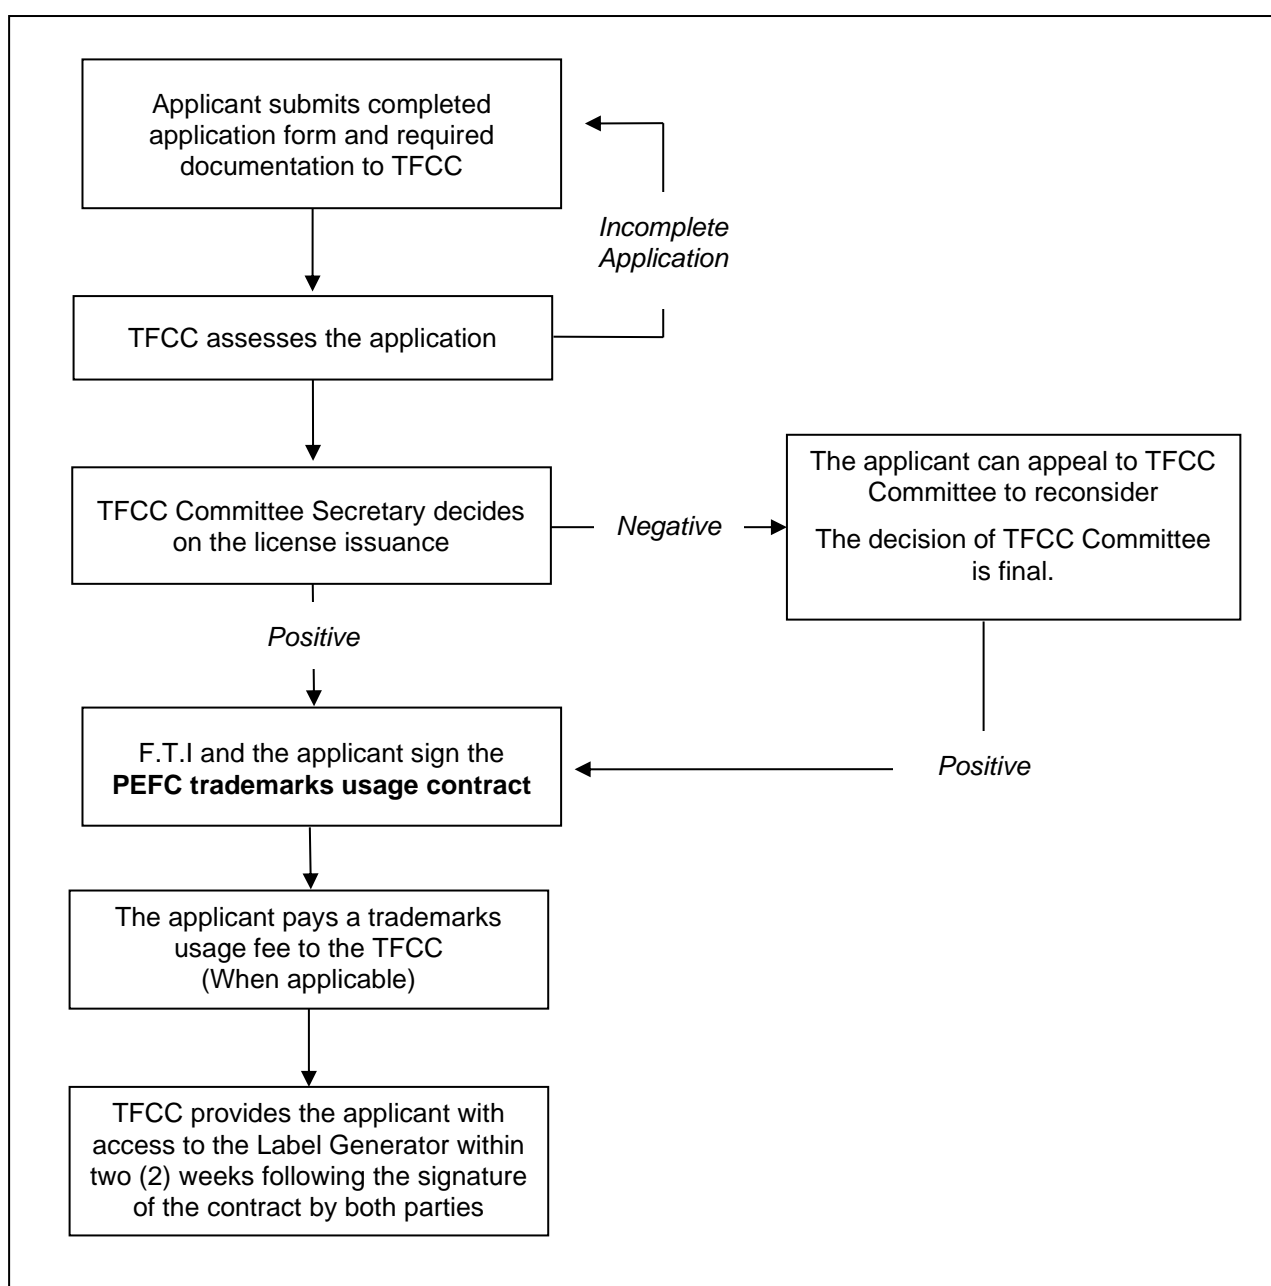 Applicant submits completed
application form and required
documentation to TFCC
Incomplete
Application
TFCC assesses the application
TFCC Committee Secretary decides
on the license issuance
Negative
The applicant can appeal to TFCC
Committee to reconsider
The decision of TFCC Committee
is final.
Positive
F.T.I and the applicant sign the
PEFC trademarks usage contract
Positive
The applicant pays a trademarks
usage fee to the TFCC
(When applicable)
TFCC provides the applicant with
access to the Label Generator within
two (2) weeks following the signature
of the contract by both parties